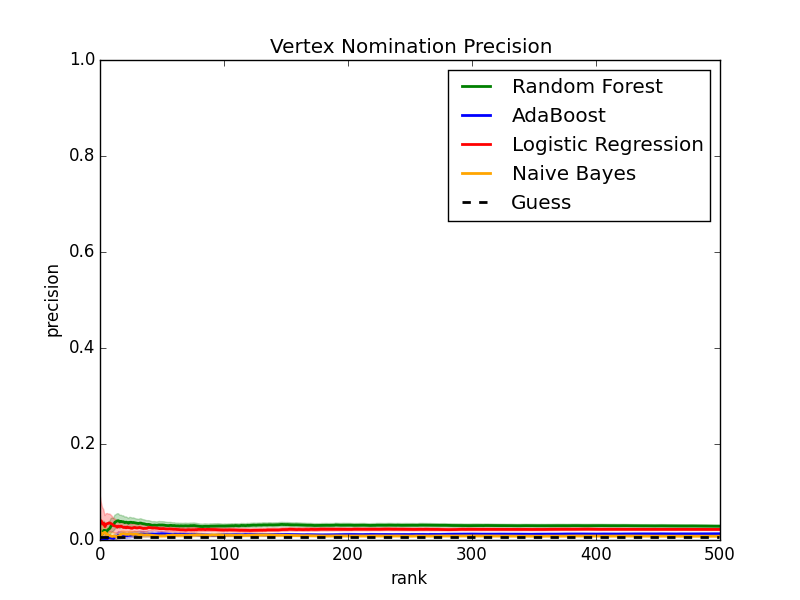 Vertex Nomination Precision
1.0
0.8
0.6
0.4
0.2
0.0
precision
Random Forest
AdaBoost
Logistic Regression
Naive Bayes
Guess
0 100 200 300 400 500
rank